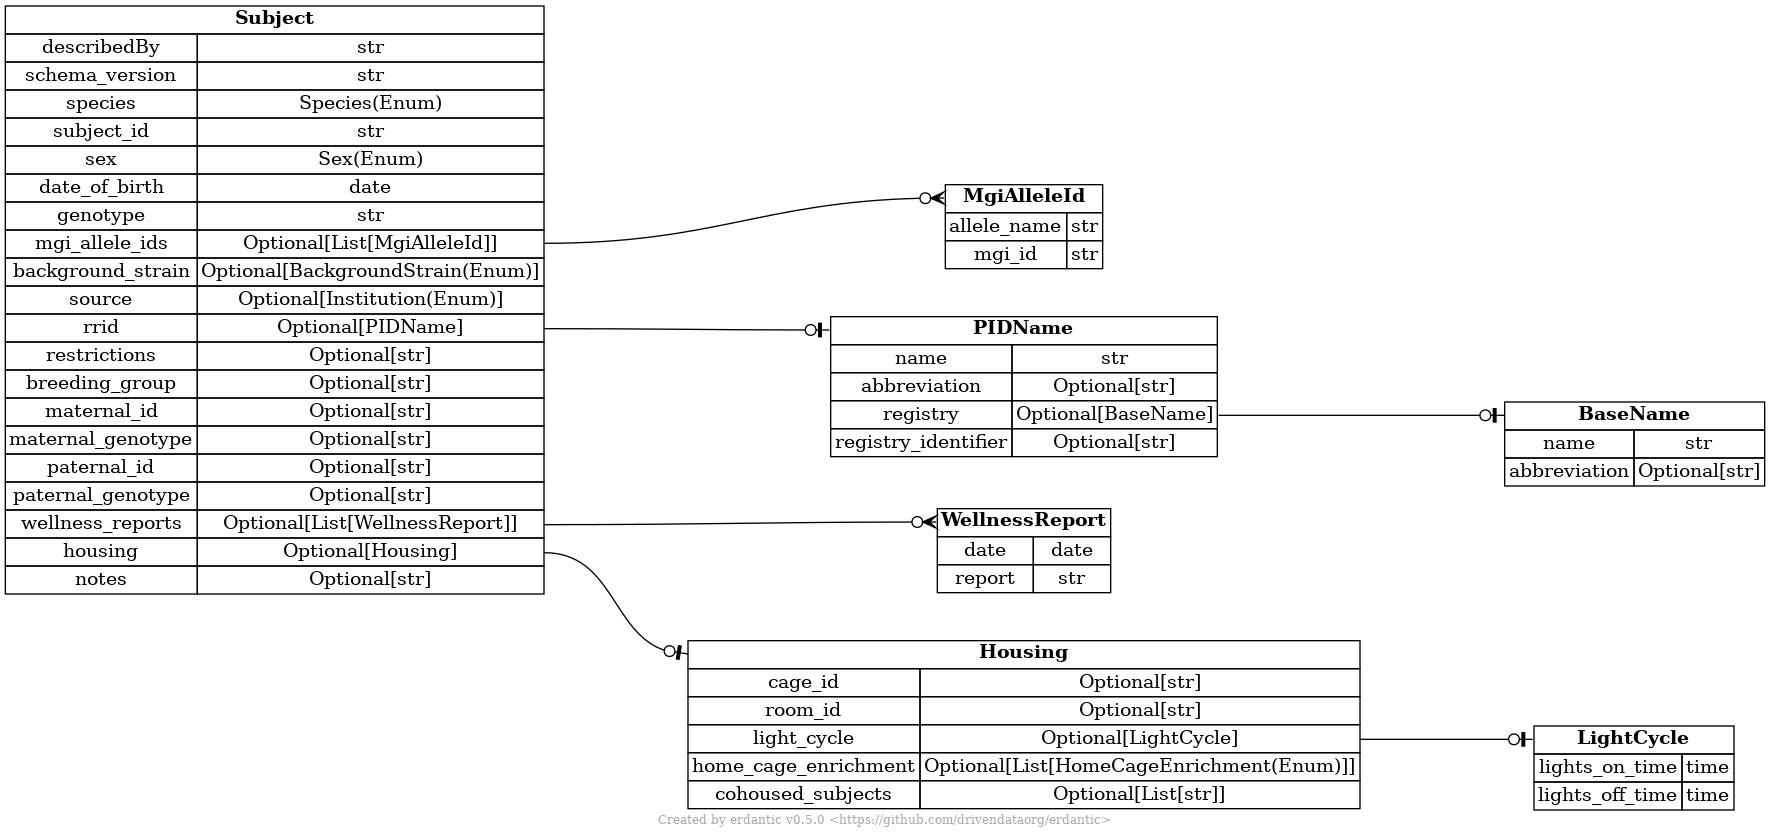 Subject
describedBy str
schema_version str
species Species(Enum)
subject_id str
sex Sex(Enum)
date_of_birth date
genotype str
mgi_allele_ids Optional[List[MgiAlleleId]]
background_strain Optional[BackgroundStrain(Enum)]
source Optional[Institution(Enum)]
rrid Optional[PIDName]
restrictions Optional[str]
breeding_group Optional[str]
maternal_id Optional[str]
maternal_genotype Optional[str]
paternal_id Optional[str]
paternal_genotype Optional[str]
wellness_reports Optional[List[WellnessReport]]
housing Optional[Housing]
notes Optional[str]
MgiAlleleId
allele_name str
mgi_id str
PIDName
name str
abbreviation Optional[str]
registry Optional[BaseName]
registry_identifier Optional[str]
BaseName
name str
abbreviation Optional[str]
WellnessReport
date date
report str
Housing
cage_id Optional[str]
room_id Optional[str]
light_cycle Optional[LightCycle]
home_cage_enrichment Optional[List[HomeCageEnrichment(Enum)]]
cohoused_subjects Optional[List[str]]
LightCycle
lights_on_time time
lights_off_time time
Created by erdantic v0.5.0 <https://github.com/drivendataorg/erdantic>